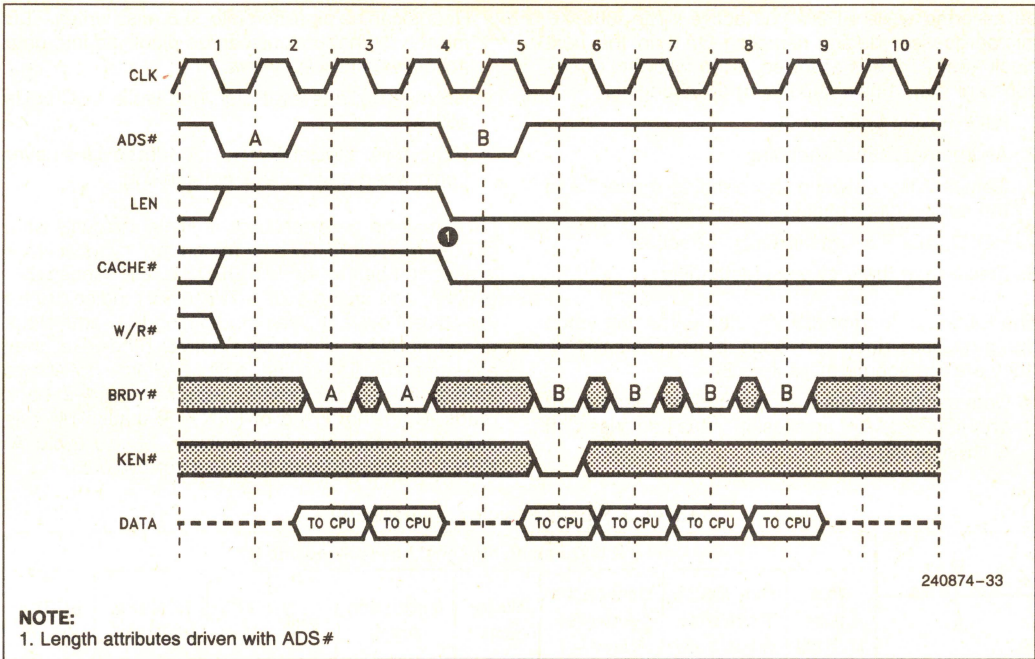 1 2 3 4 5 6 7 8 9 10
CLK
ADS# A B
LEN
1
CACHE#
W/R#
BRDY# A A B B B B
KEN#
DATA TO CPU TO CPU TO CPU TO CPU TO CPU TO CPU
240874–33
NOTE:
1. Length attributes driven with ADS#